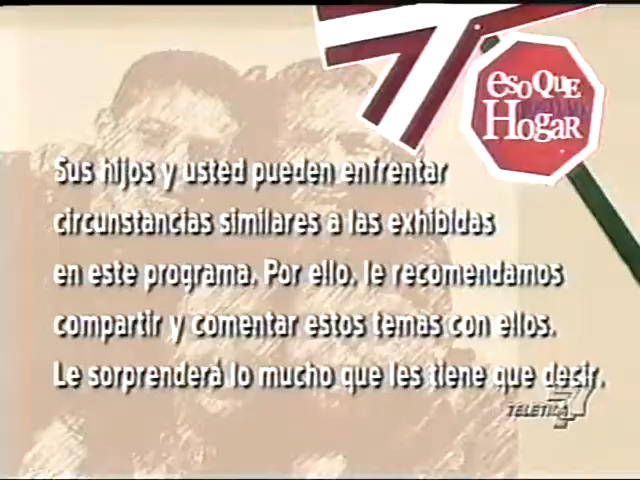 eso Que
Hogar
Sus hijos y usted pueden enfrentar
circunstancias similares a las exhibidas
en este programa. Por ello, le recomendamos
compartir y comentar estos temas con ellos.
Le sorprenderá lo mucho que les tiene que decir.
TELETICA 7